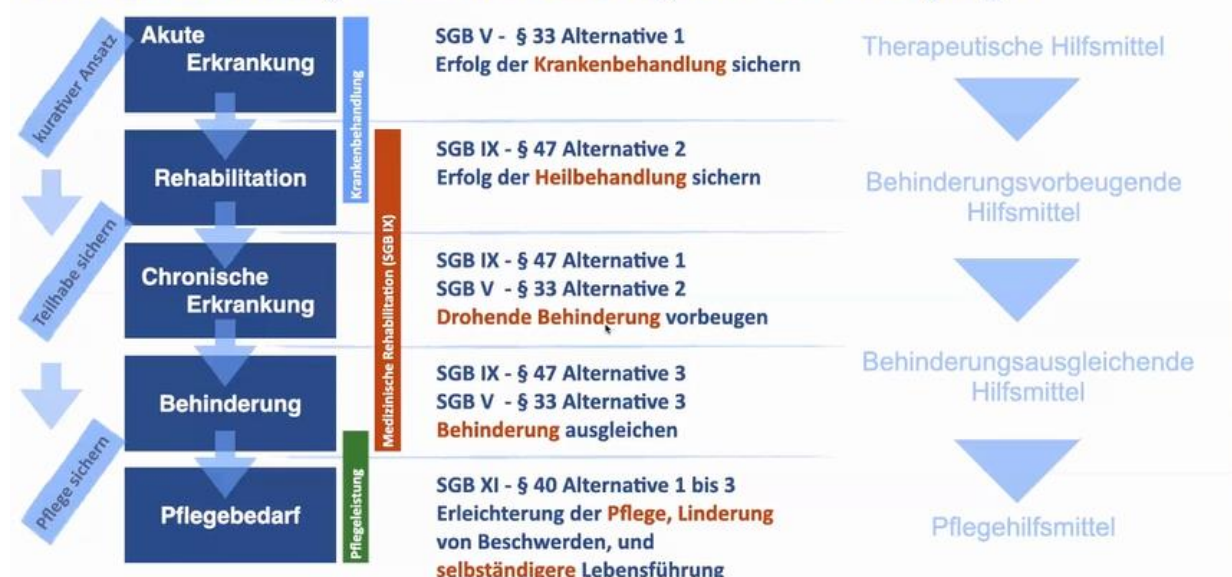 kurativer Ansatz
Teilhabe sichern
Pflege sichern
Akute
Erkrankung
Rehabilitation
Chronische
Erkrankung
Behinderung
Pflegebedarf
Krankenbehandlung
Medizinische Rehabilitation (SGB IX)
Pflegeleistung
SGB V - § 33 Alternative 1
Erfolg der Krankenbehandlung sichern
SGB IX - § 47 Alternative 2
Erfolg der Heilbehandlung sichern
SGB IX - § 47 Alternative 1
SGB V - § 33 Alternative 2
Drohende Behinderung vorbeugen
SGB IX - § 47 Alternative 3
SGB V - § 33 Alternative 3
Behinderung ausgleichen
SGB XI - § 40 Alternative 1 bis 3
Erleichterung der Pflege, Linderung
von Beschwerden, und
selbständigere Lebensführung
Therapeutische Hilfsmittel
Behinderungsvorbeugende
Hilfsmittel
Behinderungsausgleichende
Hilfsmittel
Pflegehilfsmittel